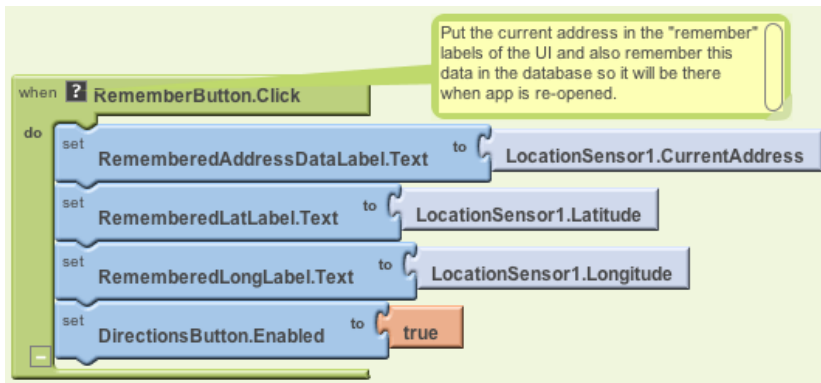 Put the current address in the "remember"
labels of the UI and also remember this
data in the database so it will be there
when app is re-opened.
when ? RememberButton.Click
do
set RememberedAddressDataLabel.Text to LocationSensor1.CurrentAddress
set RememberedLatLabel.Text to LocationSensor1.Latitude
set RememberedLongLabel.Text to LocationSensor1.Longitude
set DirectionsButton.Enabled to true